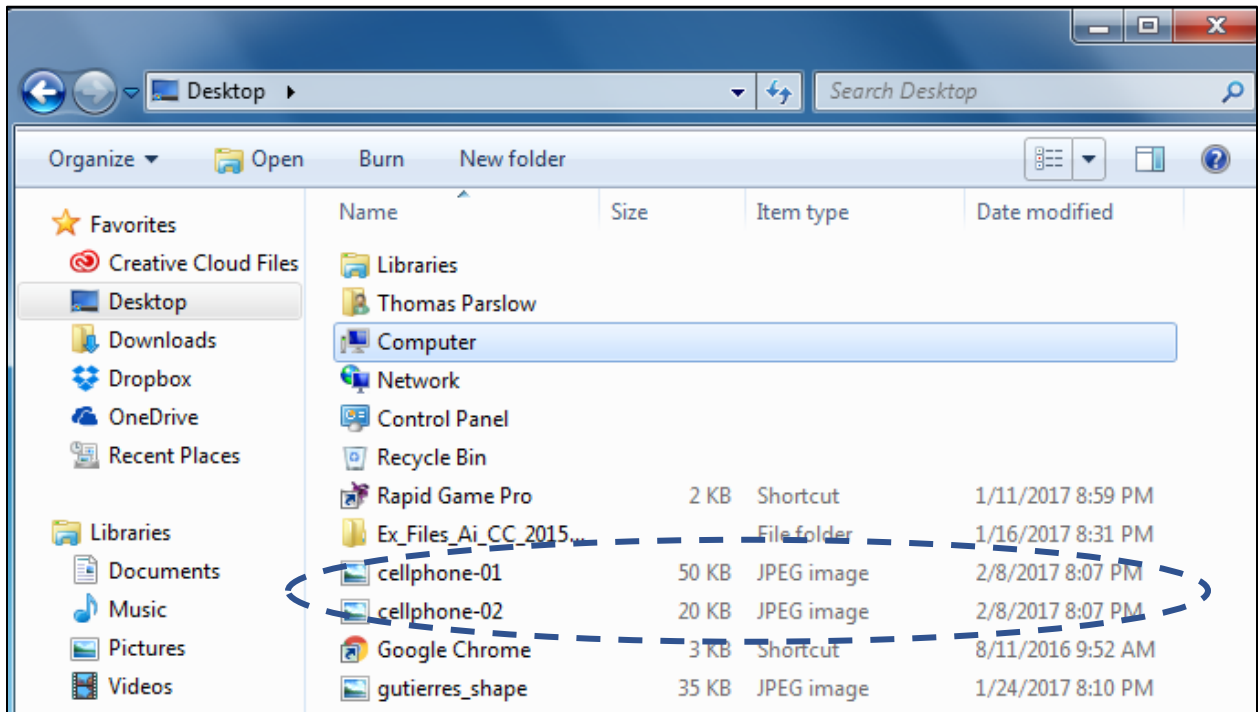 Desktop
Search Desktop
Organize Open Burn New folder
Favorites
Creative Cloud Files
Desktop
Downloads
Dropbox
OneDrive
Recent Places
Libraries
Documents
Music
Pictures
Videos
Name Size Item type Date modified
Libraries
Thomas Parslow
Computer
Network
Control Panel
Recycle Bin
Rapid Game Pro 2 KB Shortcut 1/11/2017 8:59 PM
Ex_Files_Ai_CC_2015... File folder 1/16/2017 8:31 PM
cellphone-01 50 KB JPEG image 2/8/2017 8:07 PM
cellphone-02 20 KB JPEG image 2/8/2017 8:07 PM
Google Chrome 3 KB Shortcut 8/11/2016 9:52 AM
gutierres_shape 35 KB JPEG image 1/24/2017 8:10 PM